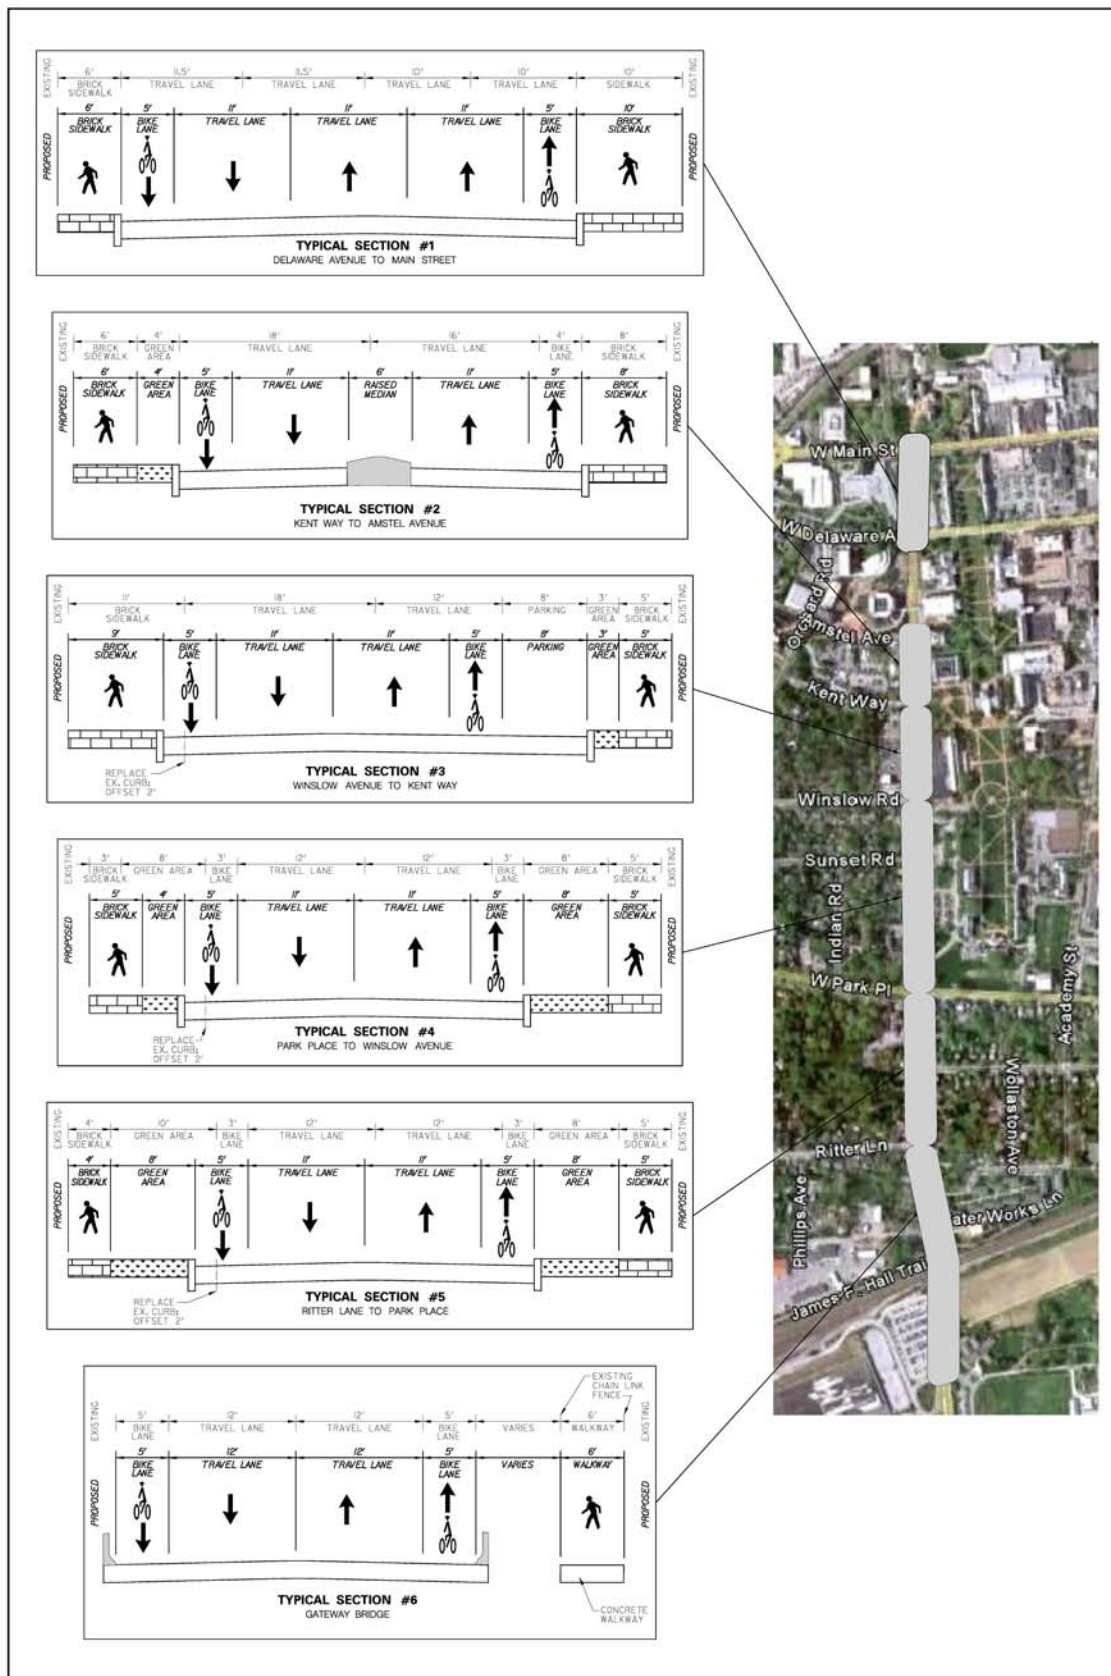 EXISTING
6' 11.5' 11.5' 10' 10' 10'
BRICK SIDEWALK TRAVEL LANE TRAVEL LANE TRAVEL LANE TRAVEL LANE SIDEWALK
EXISTING
PROPOSED
6' 5' 11' 11' 11' 5' 10'
BRICK SIDEWALK BIKE LANE TRAVEL LANE TRAVEL LANE TRAVEL LANE BIKE LANE BRICK SIDEWALK
PROPOSED
TYPICAL SECTION #1
DELAWARE AVENUE TO MAIN STREET
EXISTING
6' 4' 18' 16' 4' 8'
BRICK SIDEWALK GREEN AREA TRAVEL LANE TRAVEL LANE BIKE LANE BRICK SIDEWALK
EXISTING
PROPOSED
6' 4' 5' 11' 6' 11' 5' 8'
BRICK SIDEWALK GREEN AREA BIKE LANE TRAVEL LANE RAISED MEDIAN TRAVEL LANE BIKE LANE BRICK SIDEWALK
PROPOSED
TYPICAL SECTION #2
KENT WAY TO AMSTEL AVENUE
EXISTING
11' 18' 12' 8' 3' 5'
BRICK SIDEWALK TRAVEL LANE TRAVEL LANE PARKING GREEN AREA BRICK SIDEWALK
EXISTING
PROPOSED
9' 5' 11' 11' 5' 8' 3' 5'
BRICK SIDEWALK BIKE LANE TRAVEL LANE TRAVEL LANE BIKE LANE PARKING GREEN AREA BRICK SIDEWALK
PROPOSED
REPLACE
EX. CURB;
OFFSET 2'
TYPICAL SECTION #3
WINSLOW AVENUE TO KENT WAY
EXISTING
3' 8' 3' 12' 12' 3' 8' 5'
BRICK SIDEWALK GREEN AREA BIKE LANE TRAVEL LANE TRAVEL LANE BIKE LANE GREEN AREA BRICK SIDEWALK
EXISTING
PROPOSED
5' 4' 5' 11' 11' 5' 8' 5'
BRICK SIDEWALK GREEN AREA BIKE LANE TRAVEL LANE TRAVEL LANE BIKE LANE GREEN AREA BRICK SIDEWALK
PROPOSED
REPLACE
EX. CURB;
OFFSET 2'
TYPICAL SECTION #4
PARK PLACE TO WINSLOW AVENUE
EXISTING
4' 10' 3' 12' 12' 3' 8' 5'
BRICK SIDEWALK GREEN AREA BIKE LANE TRAVEL LANE TRAVEL LANE BIKE LANE GREEN AREA BRICK SIDEWALK
EXISTING
PROPOSED
4' 8' 5' 11' 11' 5' 8' 5'
BRICK SIDEWALK GREEN AREA BIKE LANE TRAVEL LANE TRAVEL LANE BIKE LANE GREEN AREA BRICK SIDEWALK
PROPOSED
REPLACE
EX. CURB;
OFFSET 2'
TYPICAL SECTION #5
RITTER LANE TO PARK PLACE
EXISTING
CHAIN LINK
FENCE
EXISTING
5' 12' 12' 5' 6'
BIKE LANE TRAVEL LANE TRAVEL LANE BIKE LANE VARIES WALKWAY
EXISTING
PROPOSED
5' 12' 12' 5' 6'
BIKE LANE TRAVEL LANE TRAVEL LANE BIKE LANE VARIES WALKWAY
PROPOSED
TYPICAL SECTION #6
GATEWAY BRIDGE
CONCRETE
WALKWAY
W Main St
W Delaware A
Orchard Rd
Amstel Ave
Kent Way
Winslow Rd
Sunset Rd
Indian Rd
W Park Pl
Academy St
Wollaston Ave
Ritter Ln
Phillips Ave
ater Works Ln
James F. Hall Trai